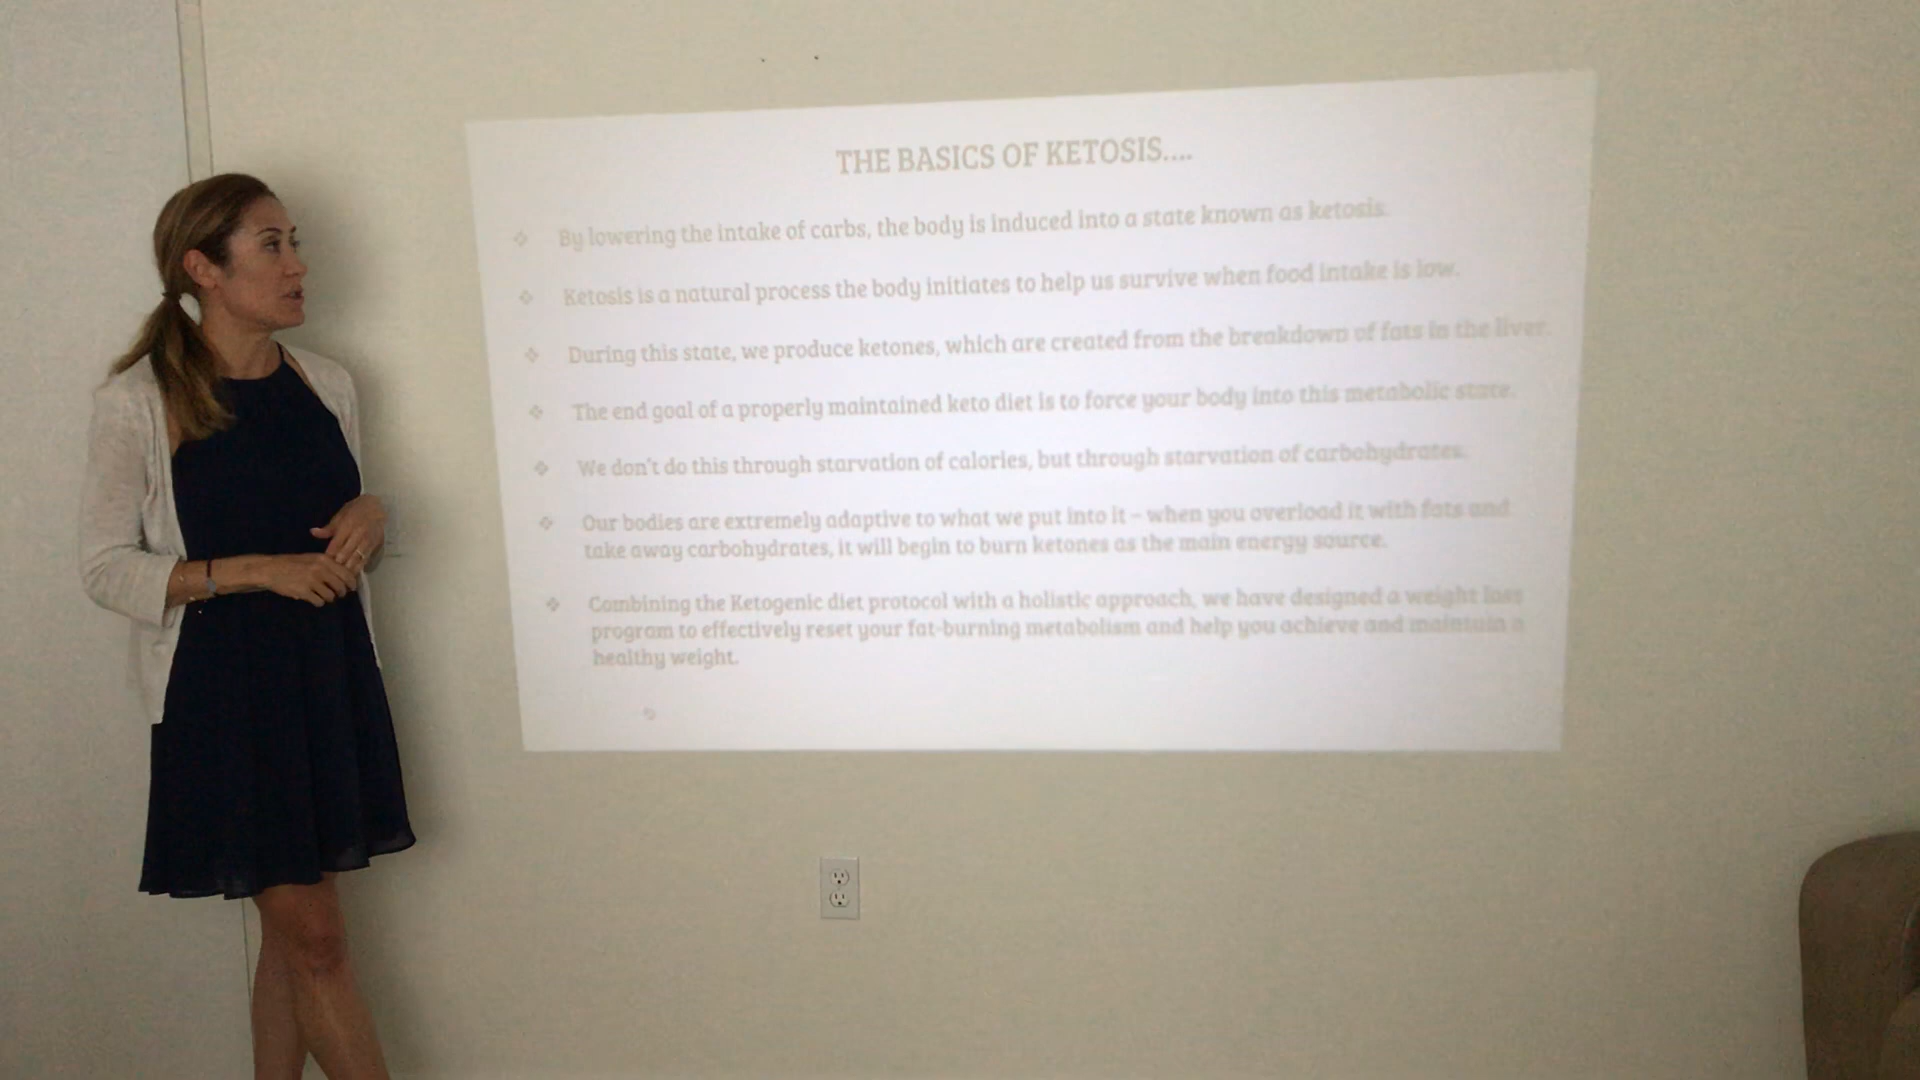 THE BASICS OF KETOSIS....
By lowering the intake of carbs, the body is induced into a state known as ketosis.
Ketosis is a natural process the body initiates to help us survive when food intake is low.
During this state, we produce ketones, which are created from the breakdown of fats in the liver.
The end goal of a properly maintained keto diet is to force your body into this metabolic state.
We don't do this through starvation of calories, but through starvation of carbohydrates.
Our bodies are extremely adaptive to what we put into it – when you overload it with fats and
take away carbohydrates, it will begin to burn ketones as the main energy source.
Combining the Ketogenic diet protocol with a holistic approach, we have designed a weight loss
program to effectively reset your fat-burning metabolism and help you achieve and maintain a
healthy weight.